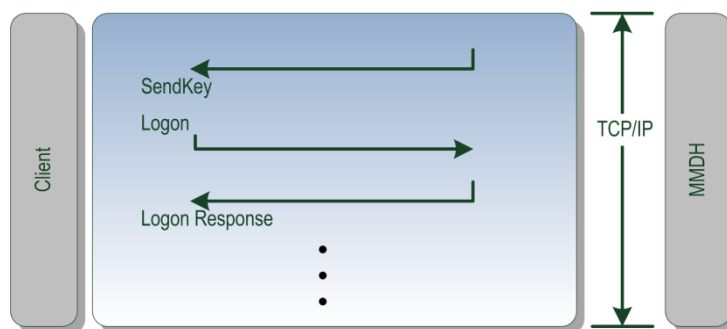 Client
SendKey
Logon
Logon Response
TCP/IP
MMDH